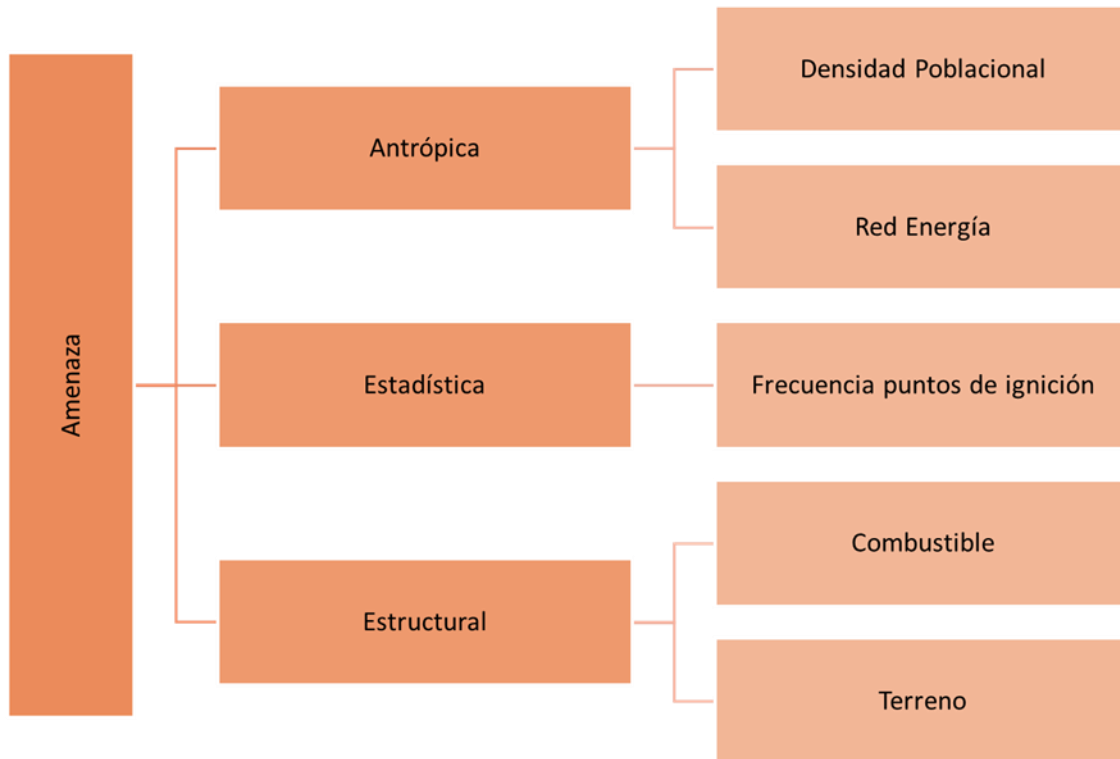 Amenaza
Antrópica
Densidad Poblacional
Red Energía
Estadística
Frecuencia puntos de ignición
Estructural
Combustible
Terreno